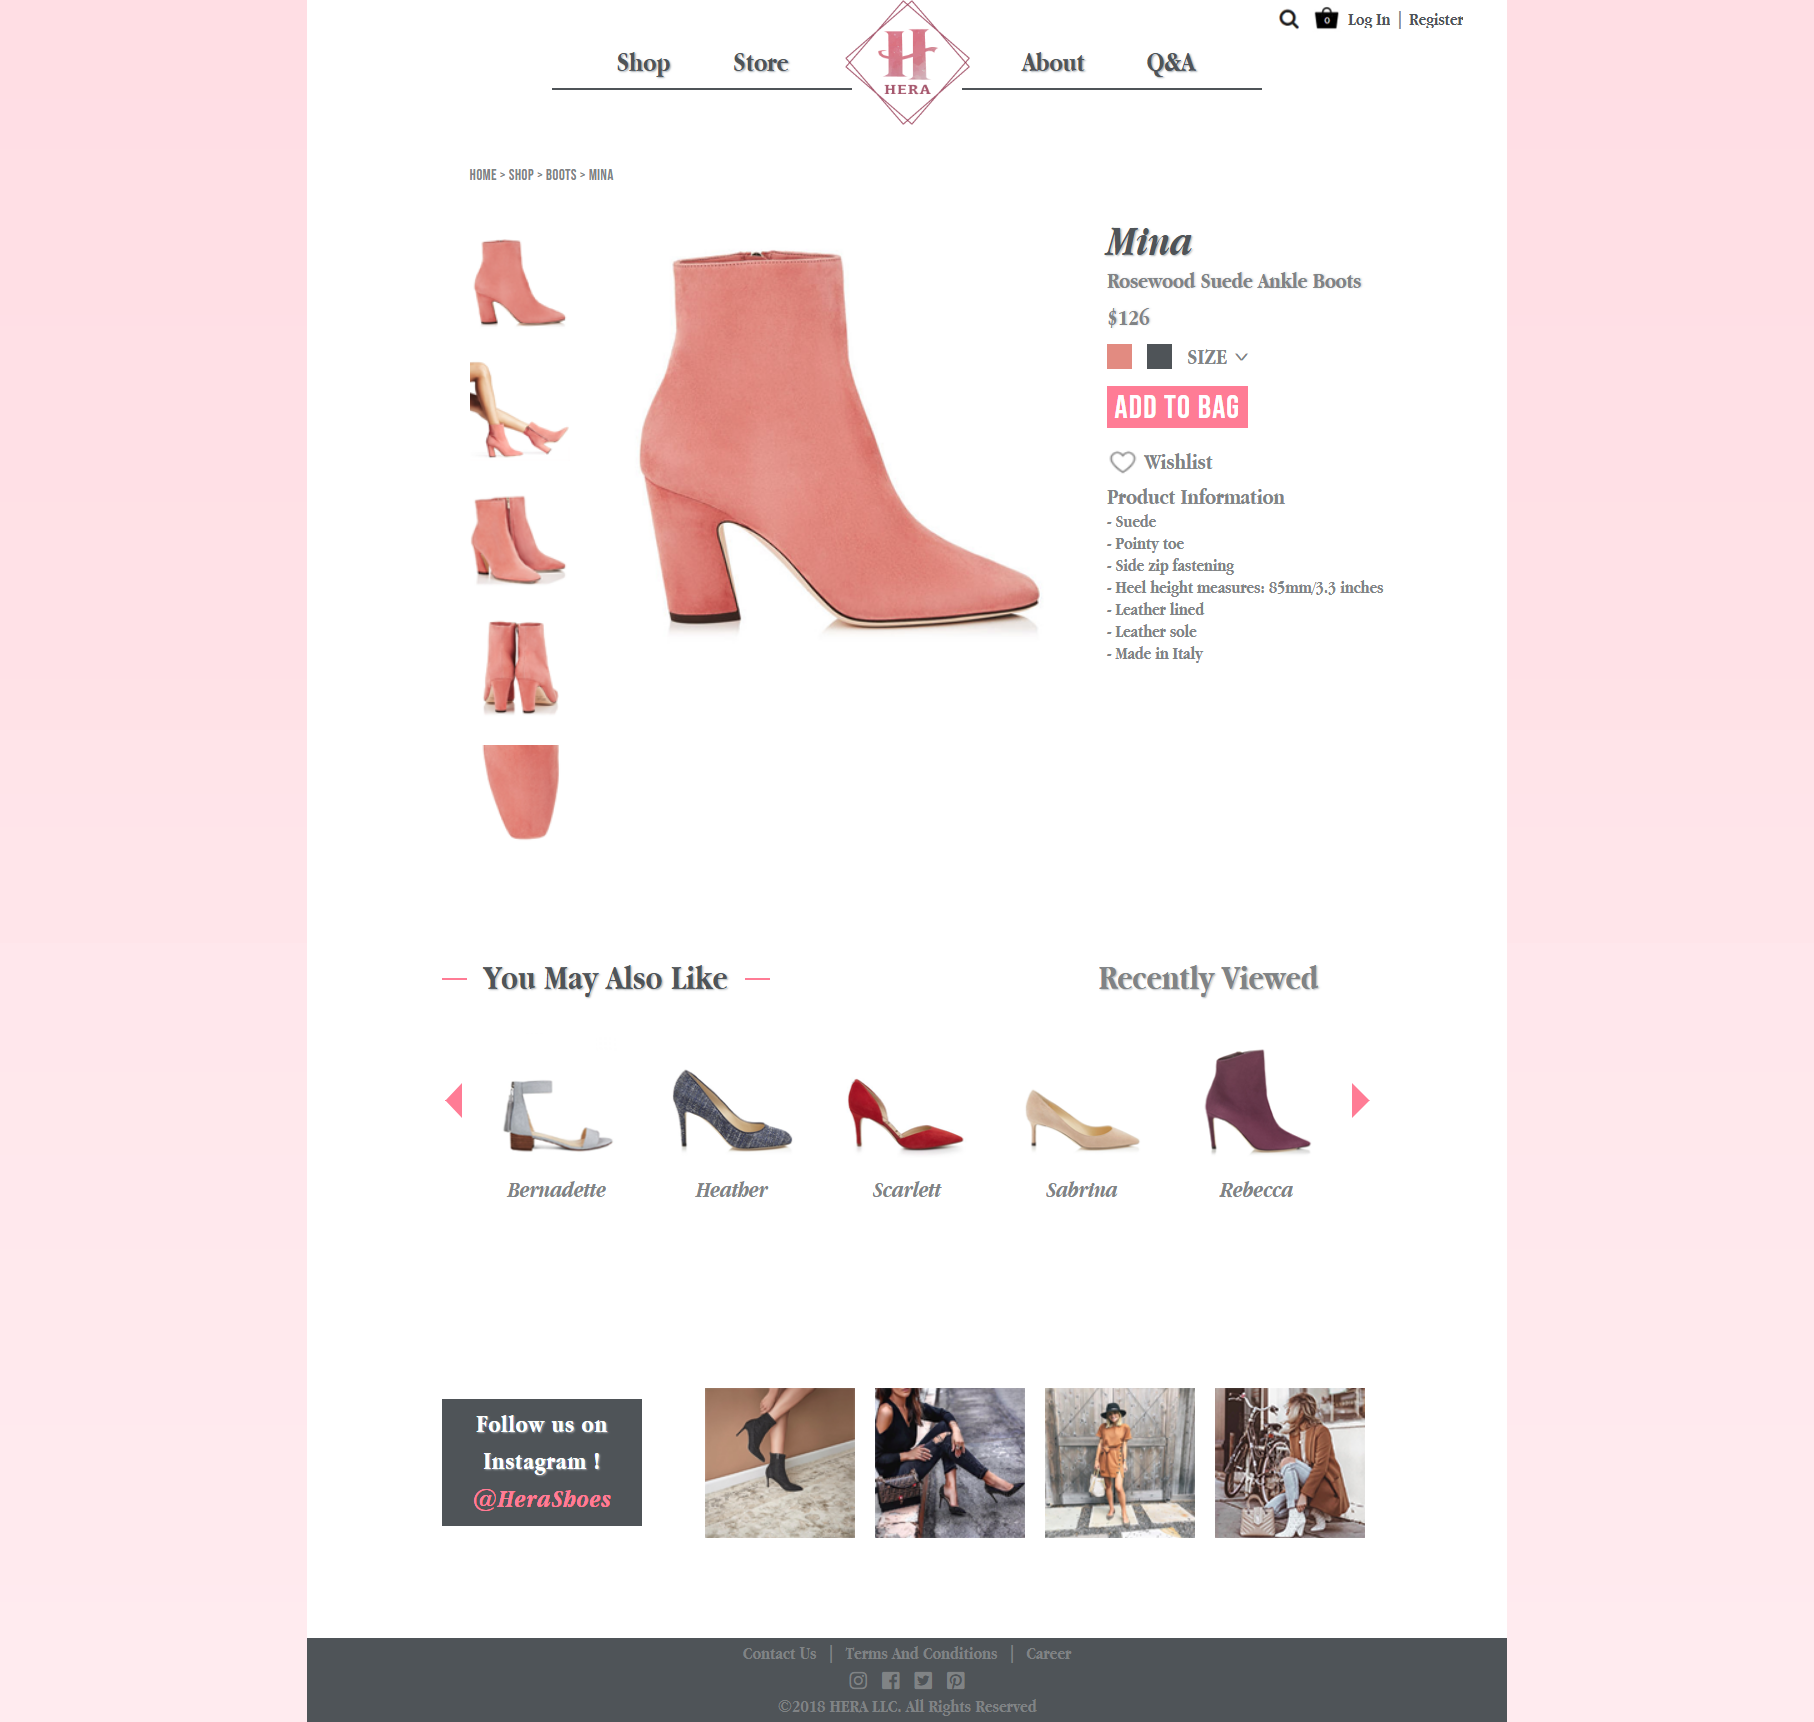 0 Log In | Register
Shop Store About Q&A
H
HERA
HOME > SHOP > BOOTS > MINA
Mina
Rosewood Suede Ankle Boots
$126
SIZE
ADD TO BAG
Wishlist
Product Information
- Suede
- Pointy toe
- Side zip fastening
- Heel height measures: 85mm/3.3 inches
- Leather lined
- Leather sole
- Made in Italy
You May Also Like Recently Viewed
Bernadette Heather Scarlett Sabrina Rebecca
Follow us on
Instagram !
@HeraShoes
Contact Us | Terms And Conditions | Career
©2018 HERA LLC. All Rights Reserved